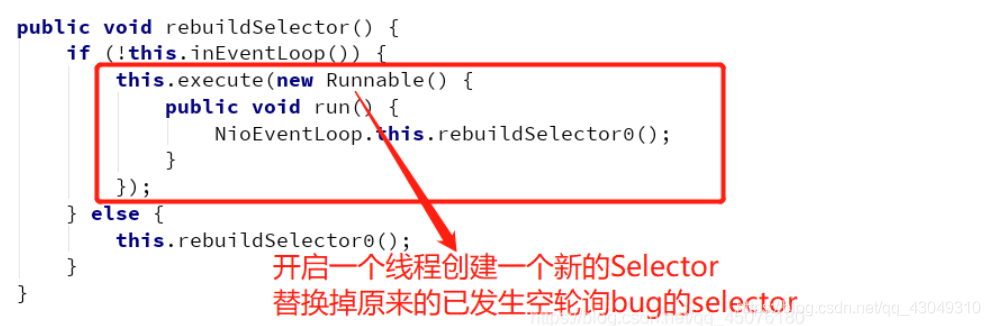 public void rebuildSelector() {
if (!this.inEventLoop()) {
this.execute(new Runnable() {
public void run() {
NioEventLoop.this.rebuildSelector0();
}
});
} else {
this.rebuildSelector0();
}
}
开启一个线程创建一个新的Selector
替换掉原来的已发生空轮询bug的selector
https://blog.csdn.net/qq_43049310
https://blog.csdn.net/qq_45076180